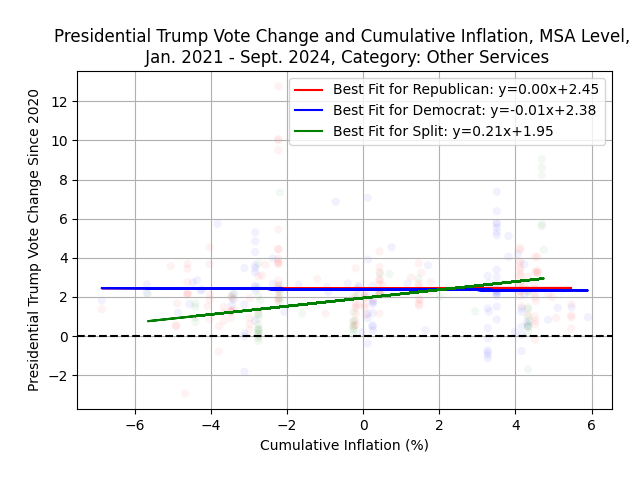 Presidential Trump Vote Change and Cumulative Inflation, MSA Level,
Jan. 2021 - Sept. 2024, Category: Other Services
Best Fit for Republican: y=0.00x+2.45
Best Fit for Democrat: y=-0.01x+2.38
Best Fit for Split: y=0.21x+1.95
Presidential Trump Vote Change Since 2020
12
10
8
6
4
2
0
−2
−6
−4
−2
0
2
4
6
Cumulative Inflation (%)